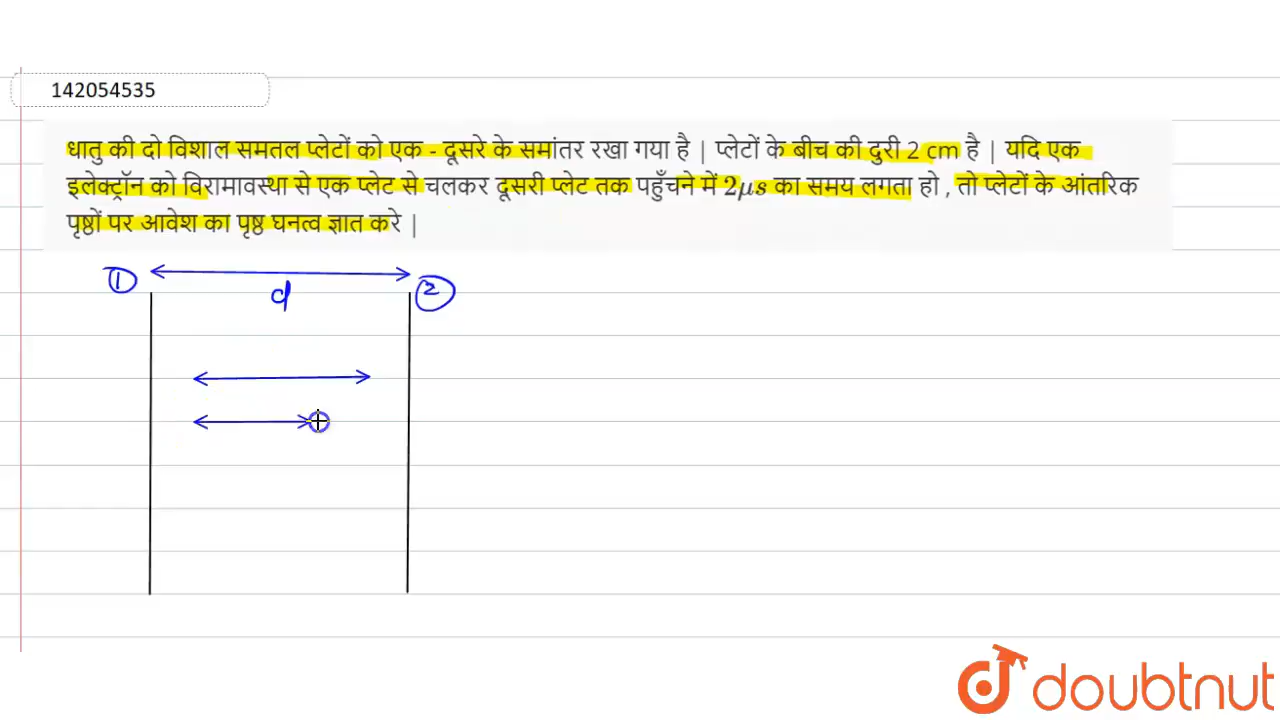 142054535
धातु की दो विशाल समतल प्लेटों को एक - दूसरे के समांतर रखा गया है | प्लेटों के बीच की दुरी 2 cm है | यदि एक
इलेक्ट्रॉन को विरामावस्था से एक प्लेट से चलकर दूसरी प्लेट तक पहुँचने में 2μs का समय लगता हो , तो प्लेटों के आंतरिक
पृष्ठों पर आवेश का पृष्ठ घनत्व ज्ञात करे |
1
2
d
doubtnut